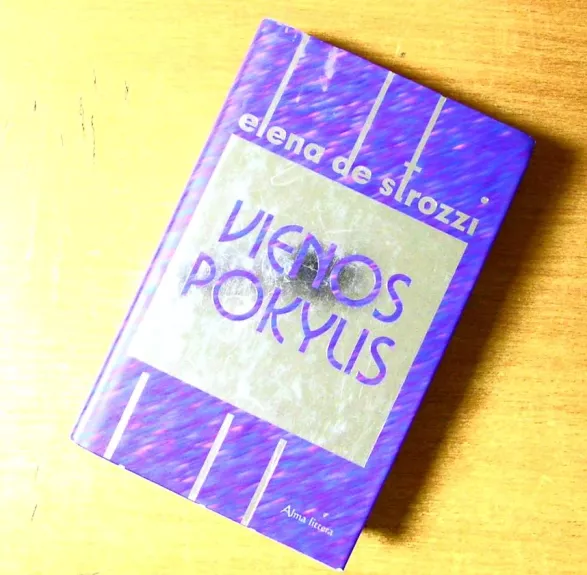 elena de strozzi
VIENOS
POKYLIS
Alma littera